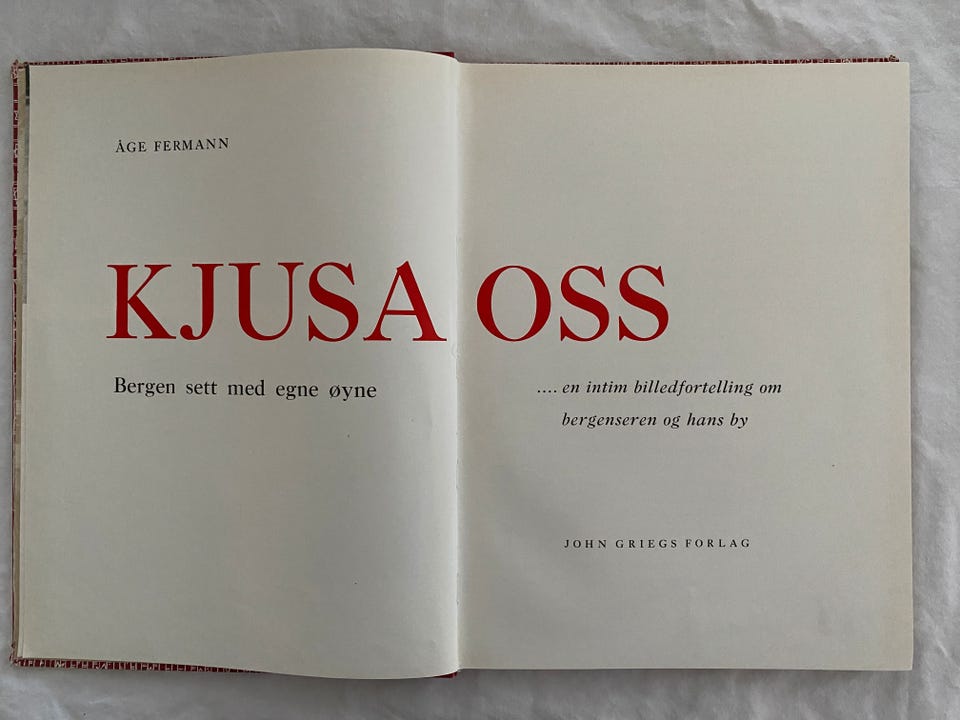 ÅGE FERMANN
KJUSA OSS
Bergen sett med egne øyne
.... en intim billedfortelling om
bergenseren og hans by
JOHN GRIEGS FORLAG